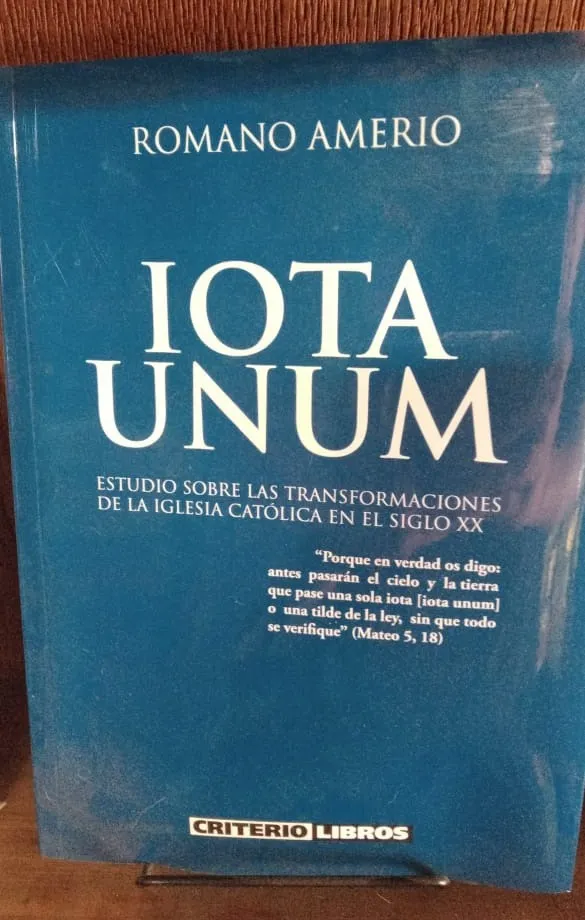 ROMANO AMERIO
IOTA
UNUM
ESTUDIO SOBRE LAS TRANSFORMACIONES
DE LA IGLESIA CATÓLICA EN EL SIGLO XX
“Porque en verdad os digo:
antes pasarán el cielo y la tierra
que pase una sola iota [iota unum]
o una tilde de la ley, sin que todo
se verifique” (Mateo 5, 18)
CRITERIO LIBROS